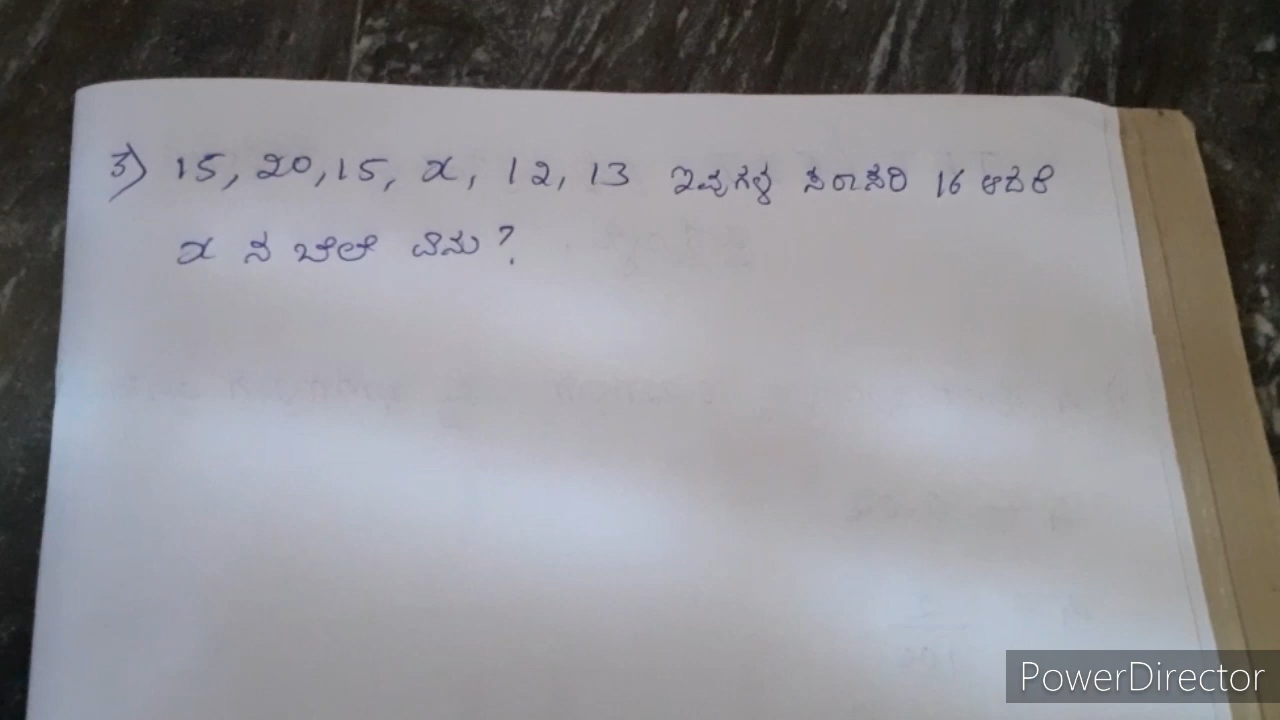 3) 15, 20, 15, x, 12, 13 ಇವುಗಳ ಸರಾಸರಿ 16 ಆದರೆ
x ನ ಬೆಲೆ ಏನು?
PowerDirector